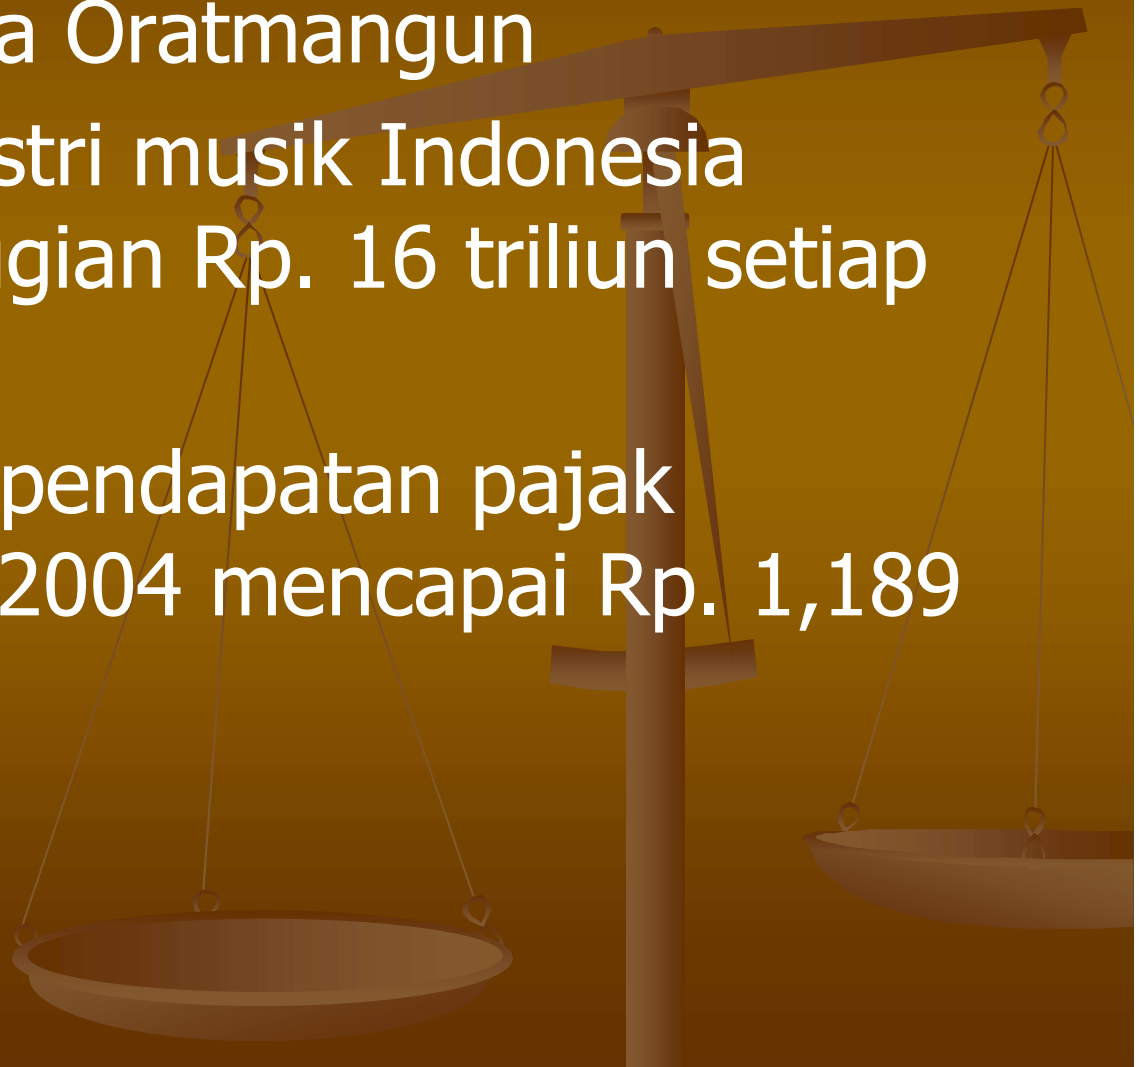 a Oratmangun
stri musik Indonesia
gian Rp. 16 triliun setiap
pendapatan pajak
2004 mencapai Rp. 1,189